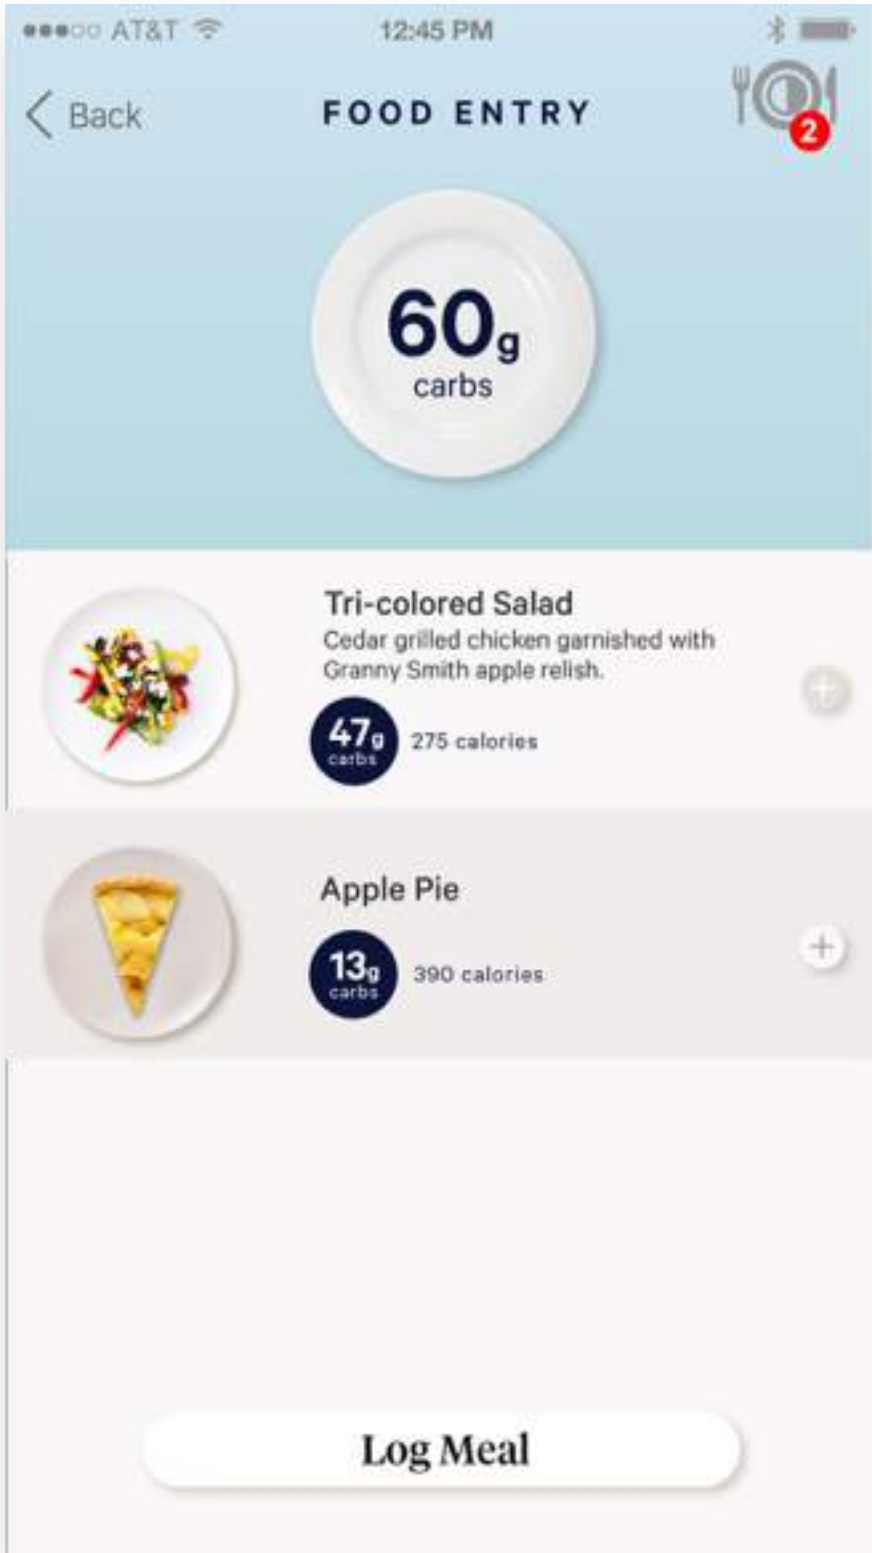 AT&T 12:45 PM
Back FOOD ENTRY 2
60g
carbs
Tri-colored Salad
Cedar grilled chicken garnished with
Granny Smith apple relish.
47g
carbs 275 calories
Apple Pie
13g
carbs 390 calories
Log Meal